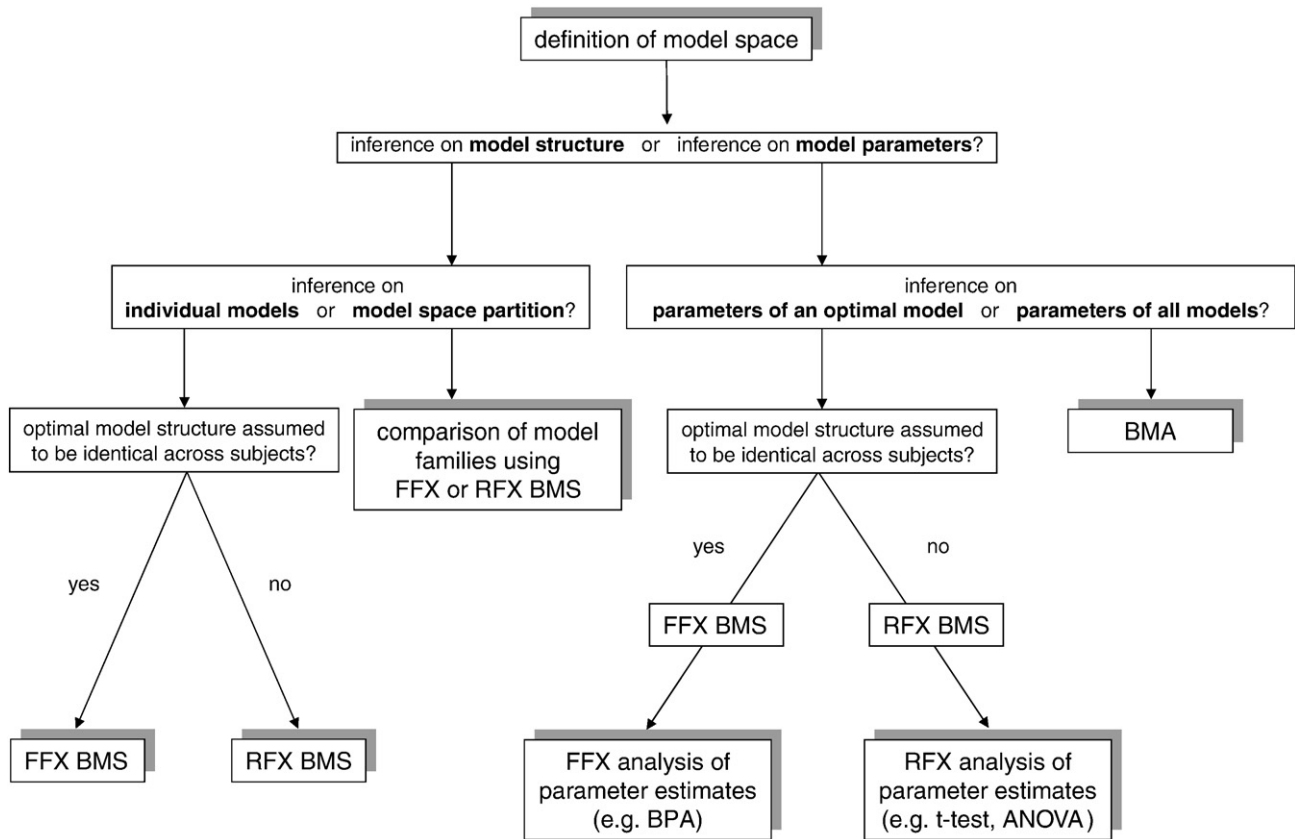 definition of model space
inference on model structure or inference on model parameters?
inference on
individual models or model space partition?
inference on
parameters of an optimal model or parameters of all models?
optimal model structure assumed
to be identical across subjects?
comparison of model
families using
FFX or RFX BMS
optimal model structure assumed
to be identical across subjects?
BMA
yes
no
yes
no
FFX BMS
RFX BMS
FFX BMS
RFX BMS
FFX analysis of
parameter estimates
(e.g. BPA)
RFX analysis of
parameter estimates
(e.g. t-test, ANOVA)